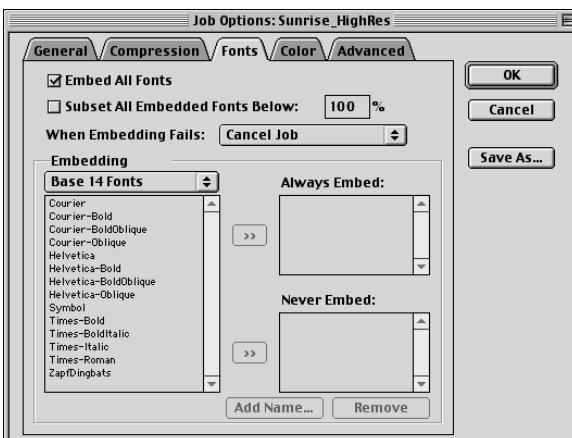 Job Options: Sunrise_HighRes
General Compression Fonts Color Advanced
Embed All Fonts
Subset All Embedded Fonts Below: 100 %
When Embedding Fails: Cancel Job
Embedding
Base 14 Fonts
Courier
Courier-Bold
Courier-BoldOblique
Courier-Oblique
Helvetica
Helvetica-Bold
Helvetica-BoldOblique
Helvetica-Oblique
Symbol
Times-Bold
Times-BoldItalic
Times-Italic
Times-Roman
ZapfDingbats
>>
>>
Always Embed:
Never Embed:
Add Name... Remove
OK
Cancel
Save As...